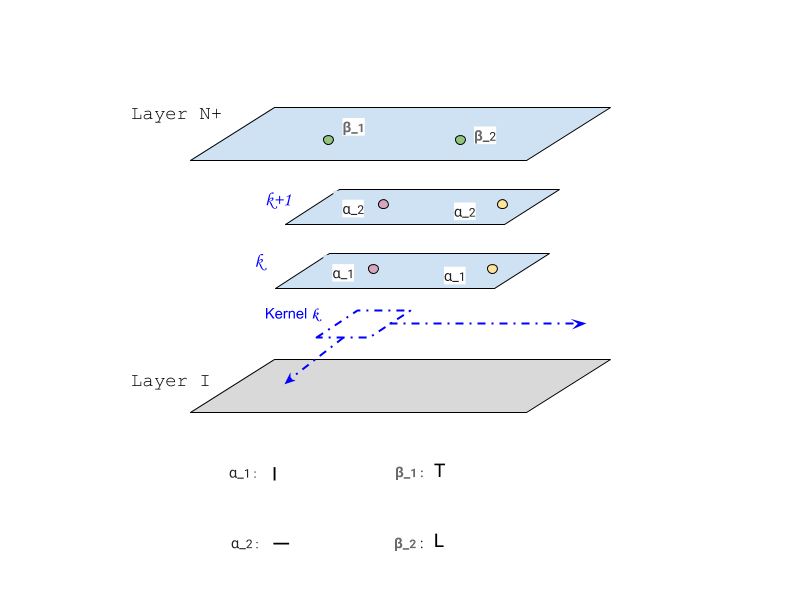 Layer N+
β_1
β_2
k+1
α_2
α_2
k
α_1
α_1
Kernel k
Layer I
α_1: |
β_1: T
α_2: —
β_2: L